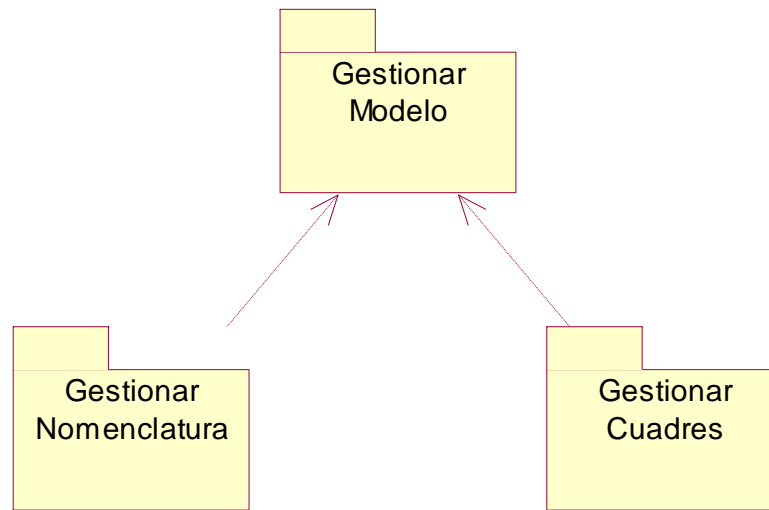 Gestionar
Modelo
Gestionar
Nomenclatura
Gestionar
Cuadres